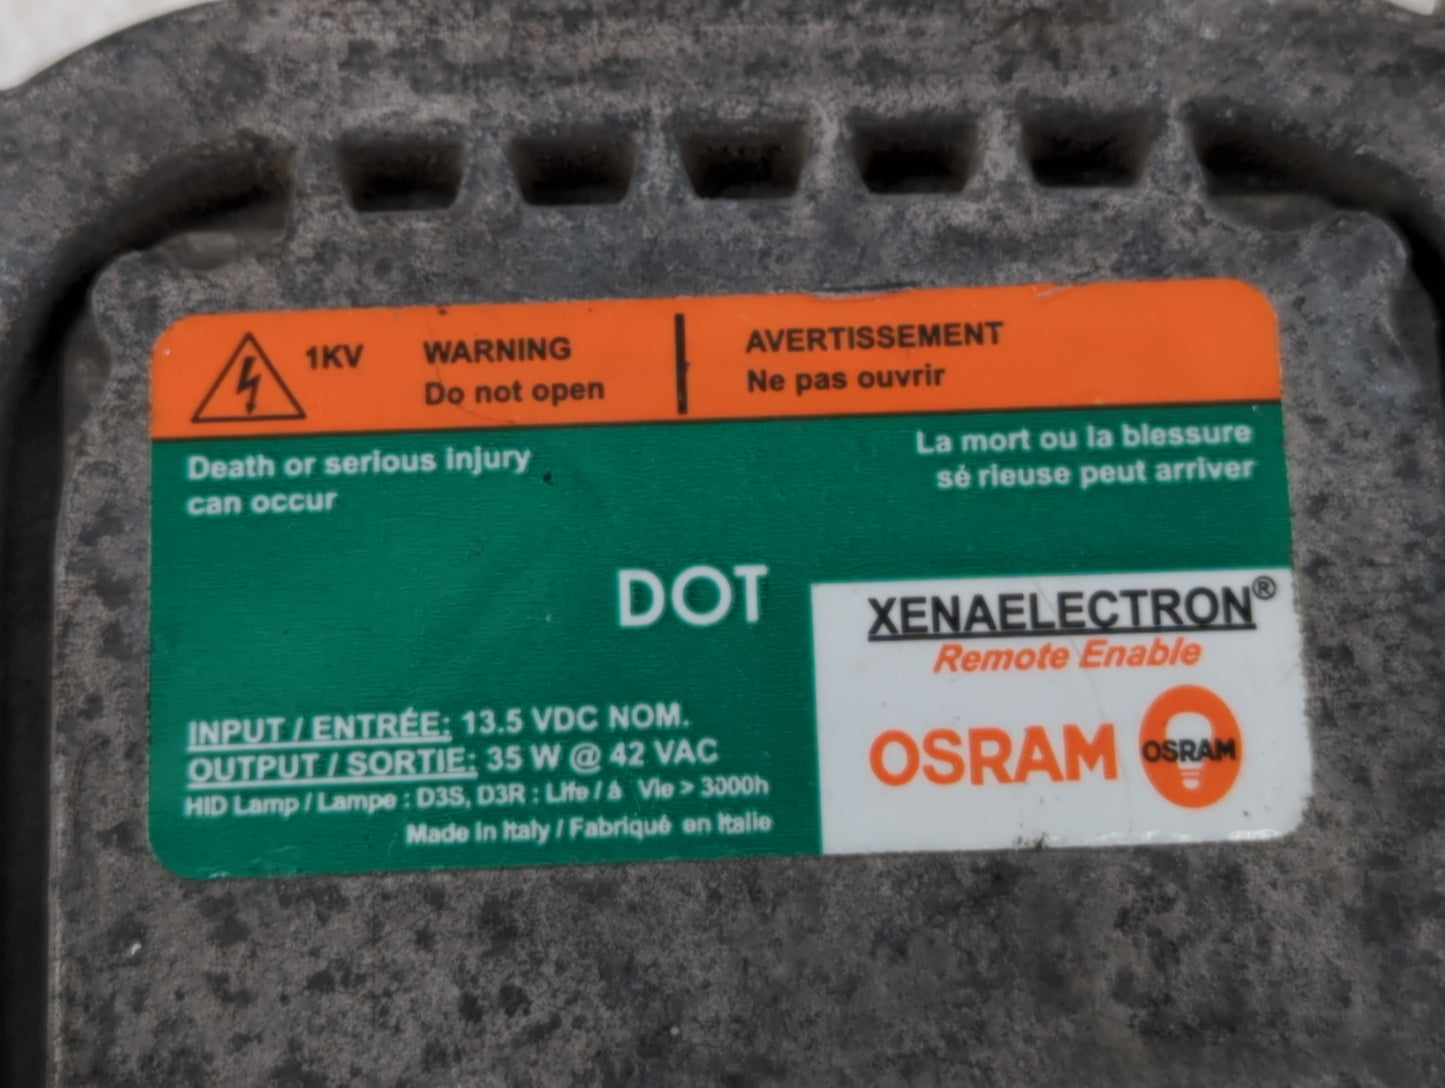 1KV WARNING AVERTISSEMENT
Do not open Ne pas ouvrir
Death or serious injury
can occur
La mort ou la blessure
sé rieuse peut arriver
DOT
XENAELECTRON®
Remote Enable
OSRAM OSRAM
INPUT / ENTRÉE: 13.5 VDC NOM.
OUTPUT / SORTIE: 35 W @ 42 VAC
HID Lamp / Lampe : D3S, D3R : Life / á Vie > 3000h
Made in Italy / Fabriqué en Italie